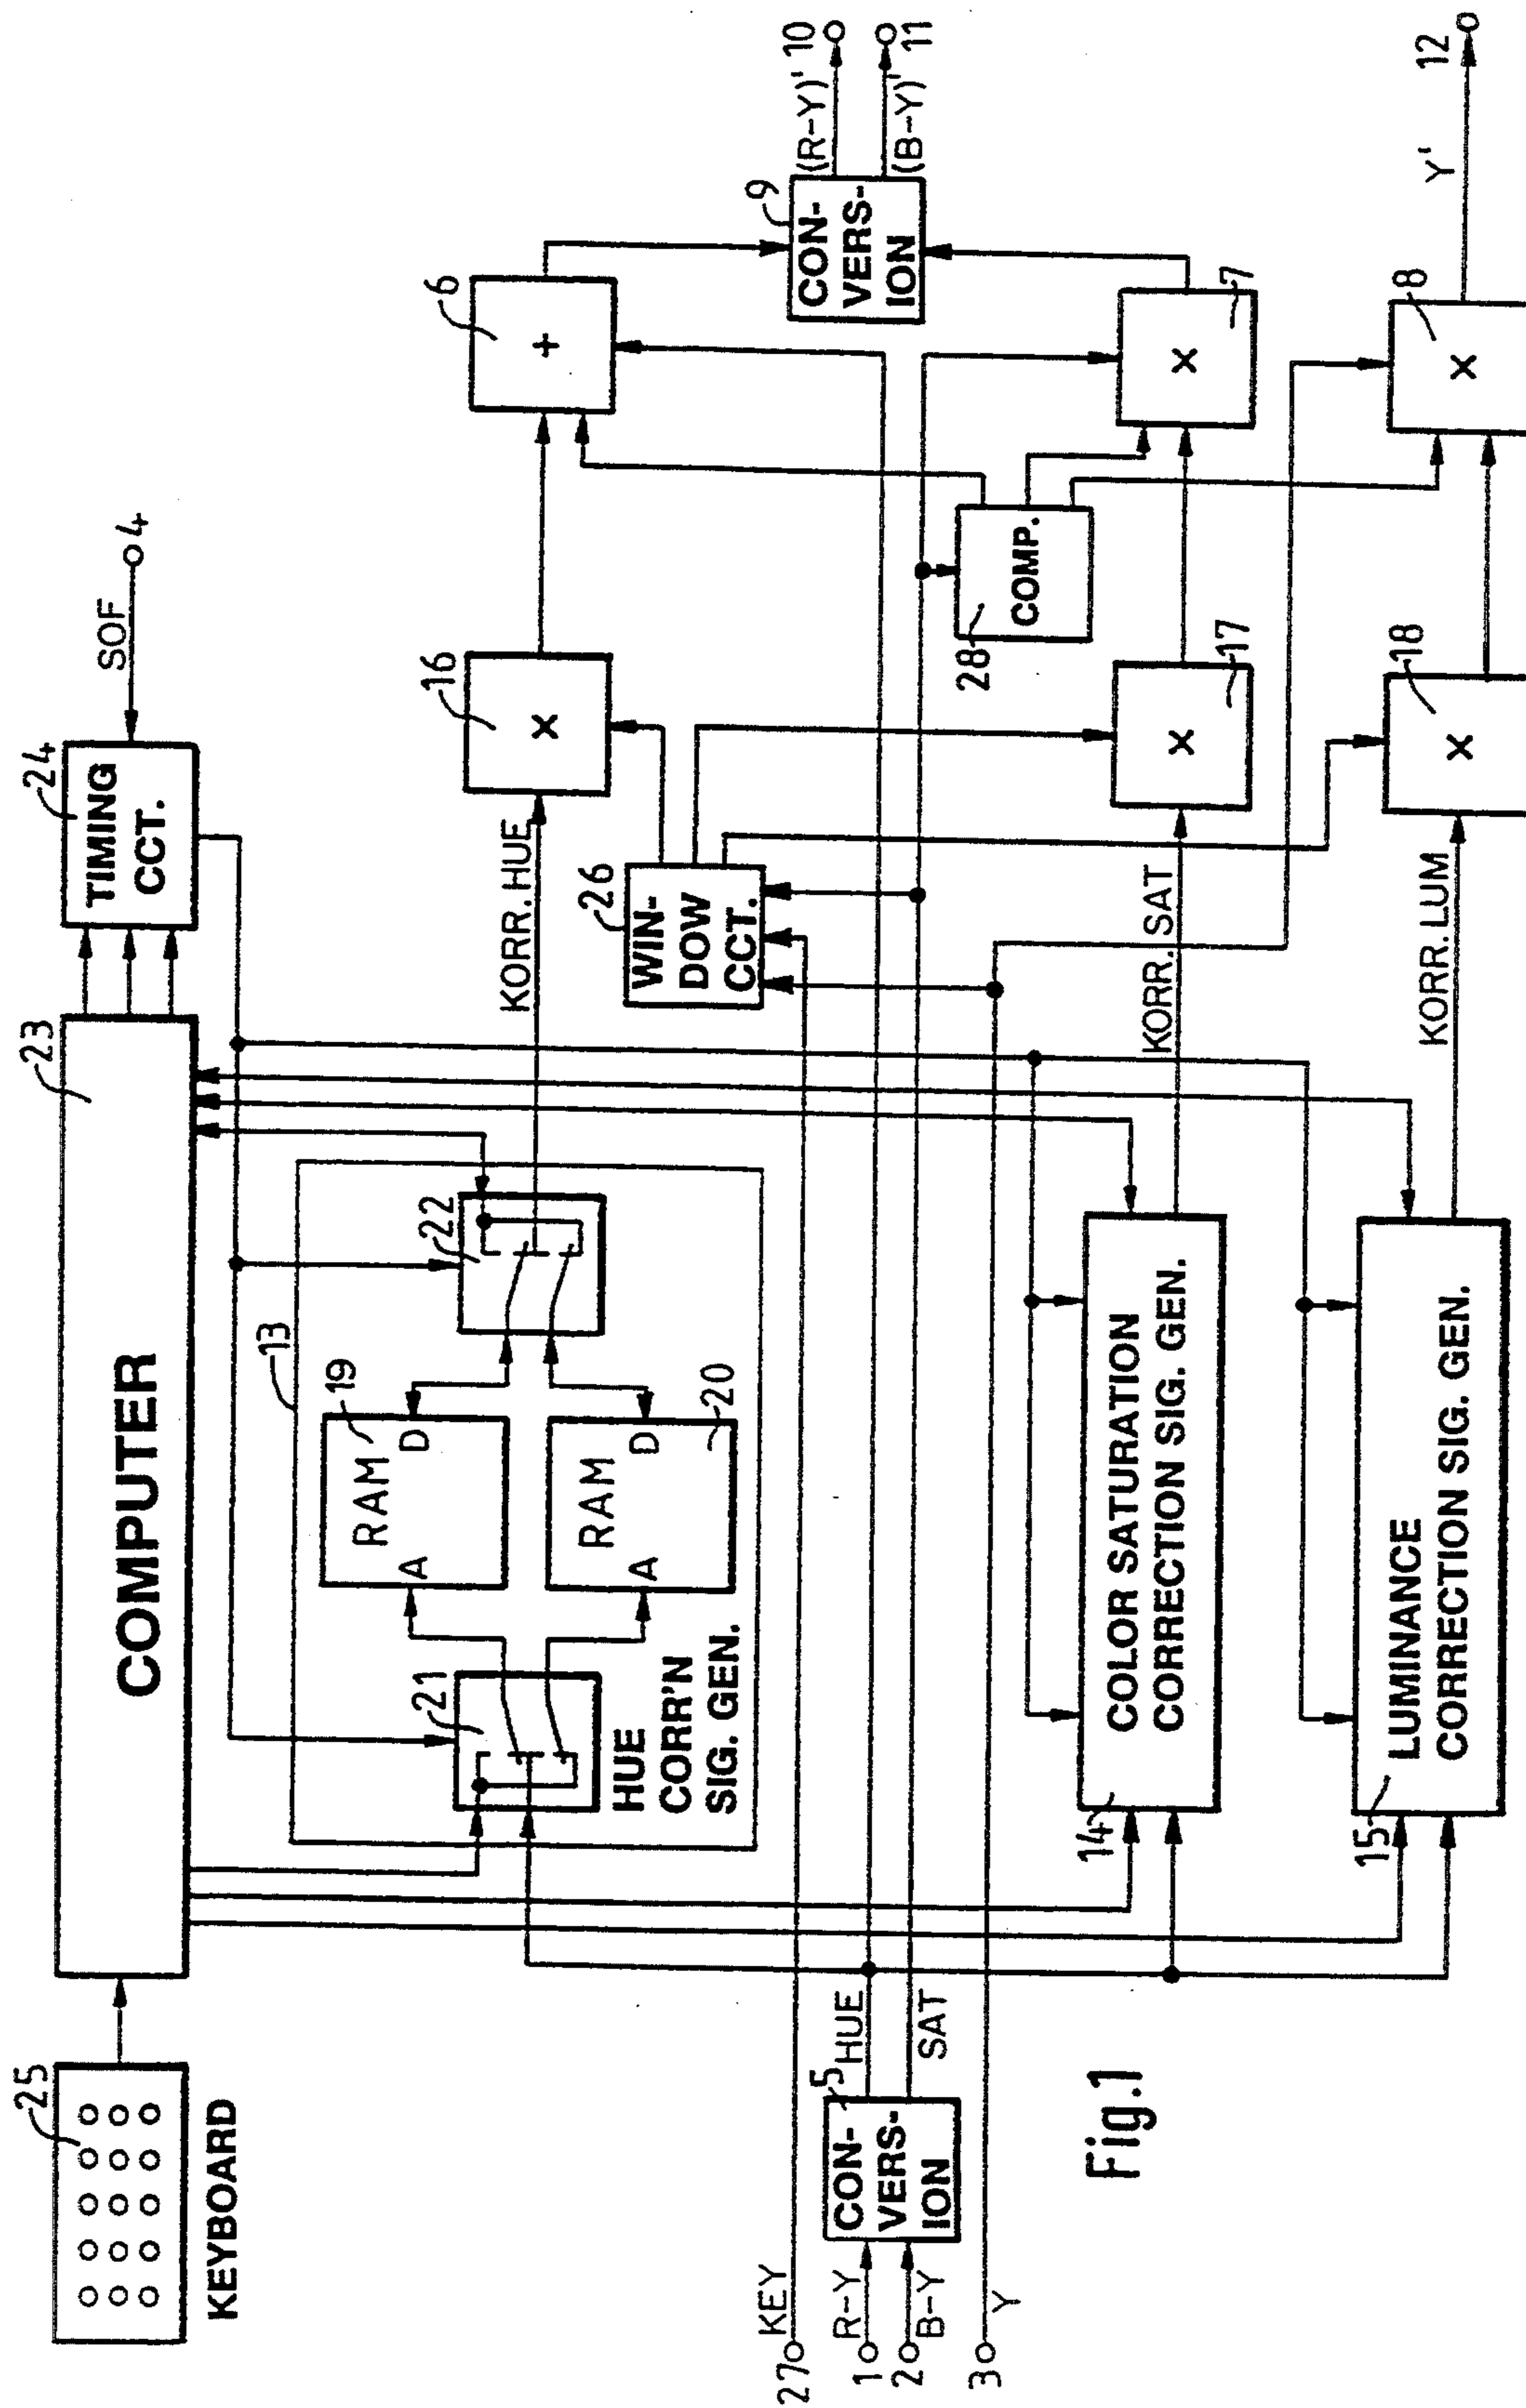 25
KEYBOARD
COMPUTER
23
24
TIMING
CCT.
SOF
4
13
21
RAM
19
A
D
RAM
20
A
D
22
HUE
CORR'N
SIG. GEN.
KORR. HUE
16
X
6
+
26
WIN-
DOW
CCT.
27
KEY
1
R-Y
2
B-Y
3
Y
5
CON-
VERS-
ION
HUE
SAT
9
CON-
VERS-
ION
(R-Y)'
10
(B-Y)'
11
28
COMP.
14
COLOR SATURATION
CORRECTION SIG. GEN.
KORR. SAT
17
X
7
X
15
LUMINANCE
CORRECTION SIG. GEN.
KORR. LUM
18
X
8
X
Y'
12
Fig.1